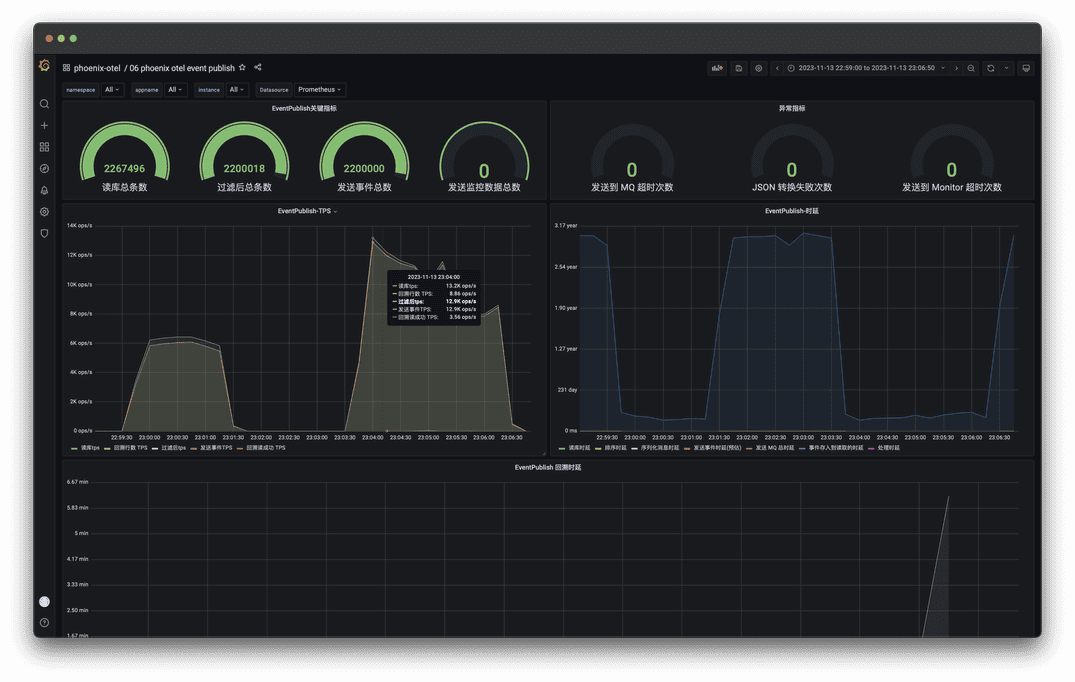 phoenix-otel / 06 phoenix otel event publish
2023-11-13 22:59:00 to 2023-11-13 23:06:50
namespace All appname All instance All Datasource Prometheus
EventPublish关键指标
2267496
读库总条数
2200018
过滤后总条数
2200000
发送事件总数
0
发送监控数据总数
异常指标
0
发送到 MQ 超时次数
0
JSON 转换失败次数
0
发送到 Monitor 超时次数
EventPublish-TPS
14K ops/s
12K ops/s
10K ops/s
8K ops/s
6K ops/s
4K ops/s
2K ops/s
0 ops/s
2023-11-13 23:04:00
读库tps: 13.2K ops/s
回溯行数 TPS: 8.86 ops/s
过滤后tps: 12.9K ops/s
发送事件TPS: 12.9K ops/s
回溯读成功 TPS: 3.56 ops/s
22:59:30 23:00:00 23:00:30 23:01:00 23:01:30 23:02:00 23:02:30 23:03:00 23:03:30 23:04:00 23:04:30 23:05:00 23:05:30 23:06:00 23:06:30
读库tps 回溯行数 TPS 过滤后tps 发送事件TPS 回溯读成功 TPS
EventPublish-时延
3.17 year
2.54 year
1.90 year
1.27 year
231 day
0 ms
22:59:30 23:00:00 23:00:30 23:01:00 23:01:30 23:02:00 23:02:30 23:03:00 23:03:30 23:04:00 23:04:30 23:05:00 23:05:30 23:06:00 23:06:30
读库时延 排序时延 序列化消息时延 发送事件时延(预估) 发送 MQ 总时延 事件存入到读取的时延 处理时延
EventPublish 回溯时延
6.67 min
5.83 min
5 min
4.17 min
3.33 min
2.50 min
1.67 min